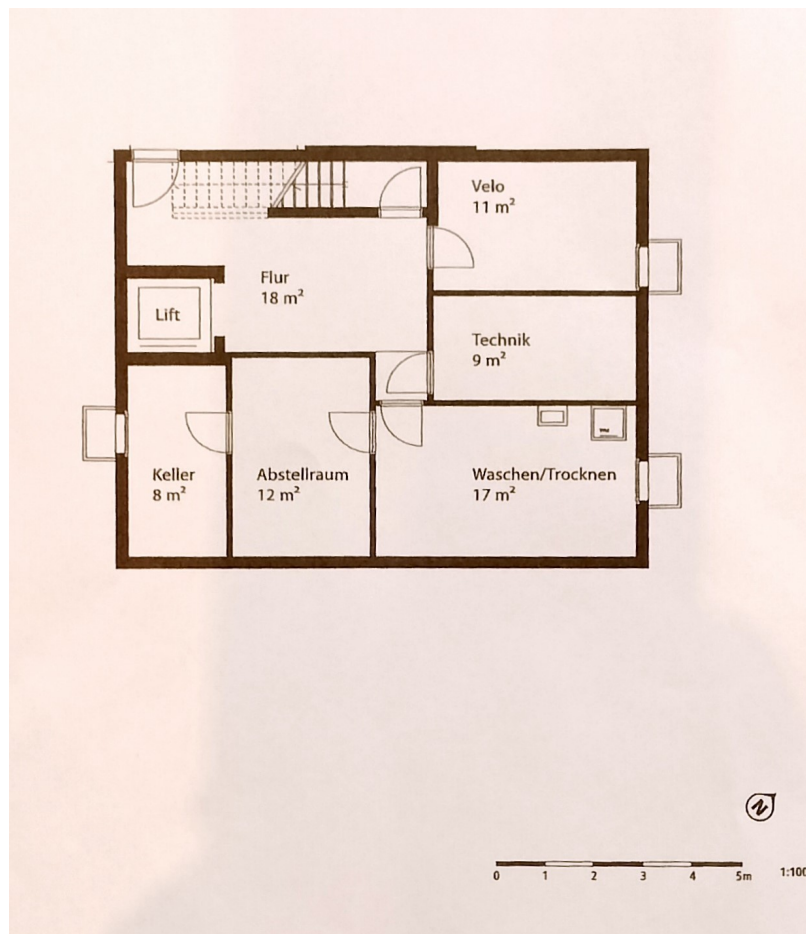 Velo
11 m²
Flur
18 m²
Lift
Technik
9 m²
Keller
8 m²
Abstellraum
12 m²
Waschen/Trocknen
17 m²
N
0 1 2 3 4 5m
1:100